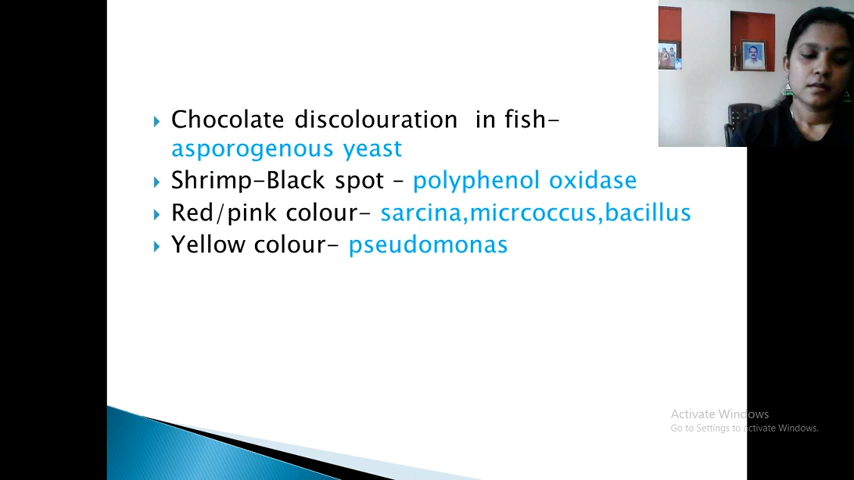 Chocolate discolouration in fish-
asporogenous yeast
Shrimp-Black spot - polyphenol oxidase
Red/pink colour- sarcina,micrcoccus,bacillus
Yellow colour- pseudomonas
Activate Windows
Go to Settings to activate Windows.